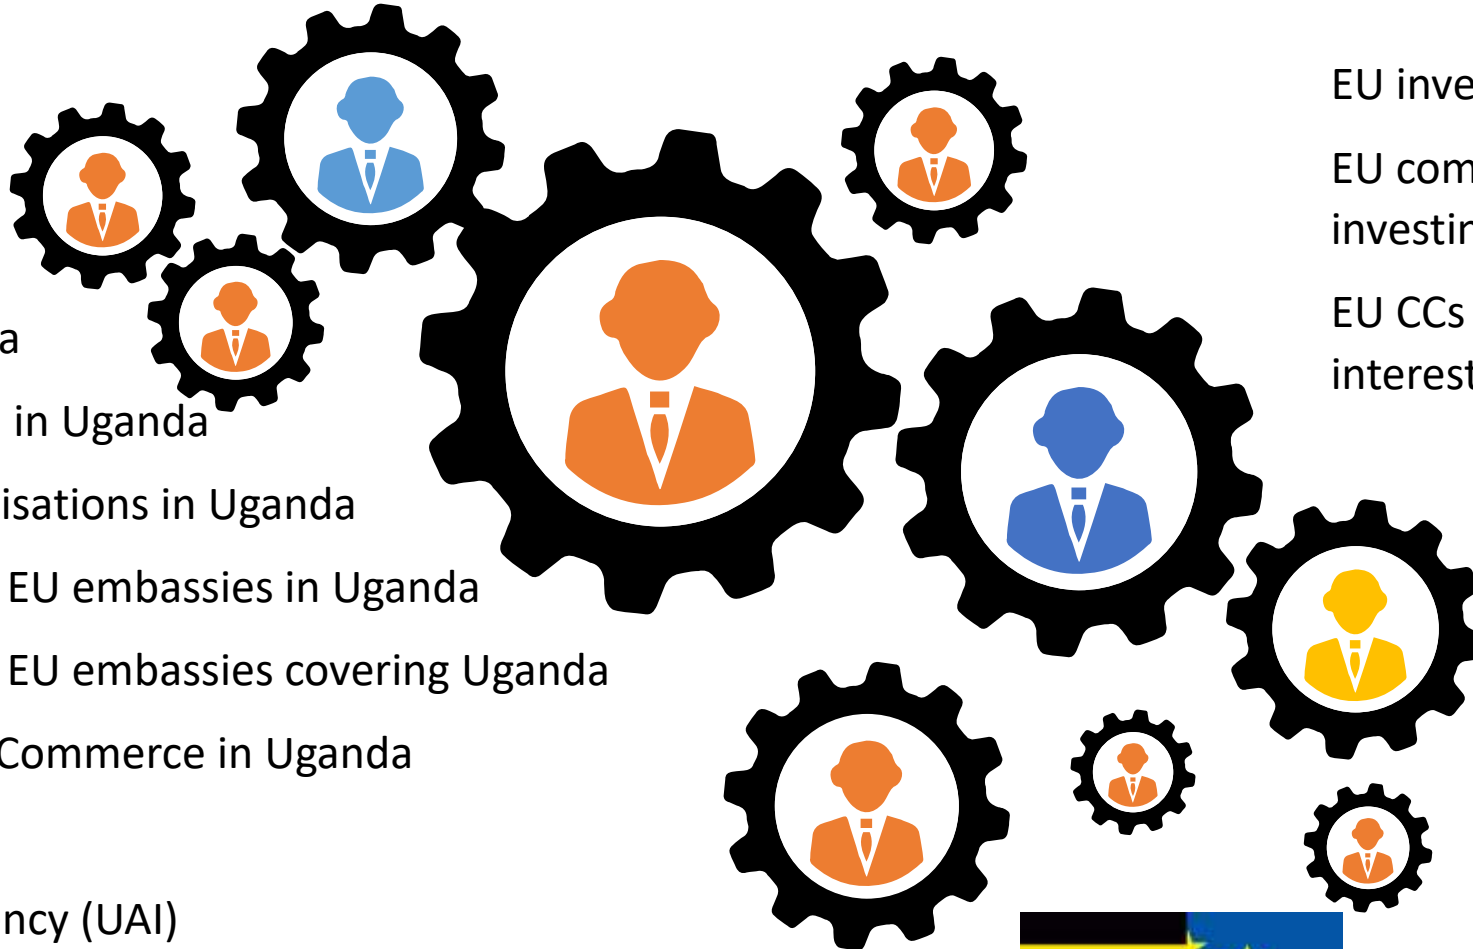 a
in Uganda
isations in Uganda
EU embassies in Uganda
EU embassies covering Uganda
Commerce in Uganda
ncy (UAI)
EU inve
EU com
investin
EU CCs
interest